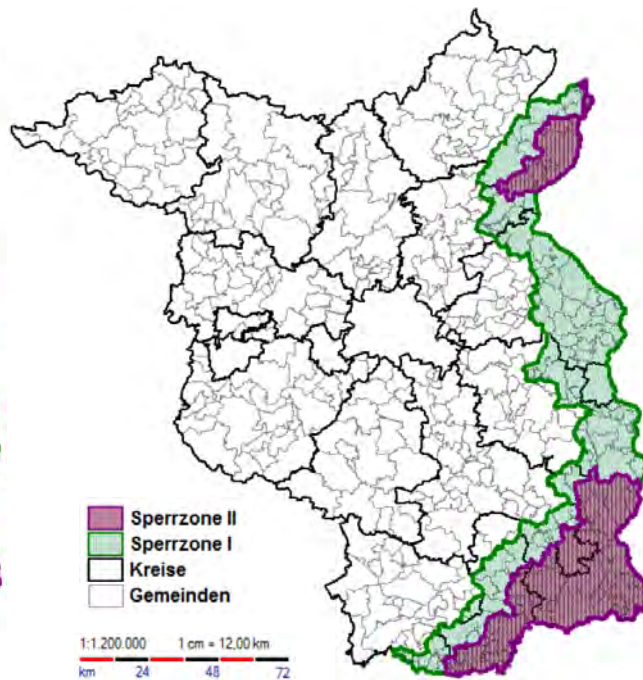 Sperrzone II
Sperrzone I
Kreise
Gemeinden
1:1.200.000 1 cm = 12,00 km
km 24 48 72